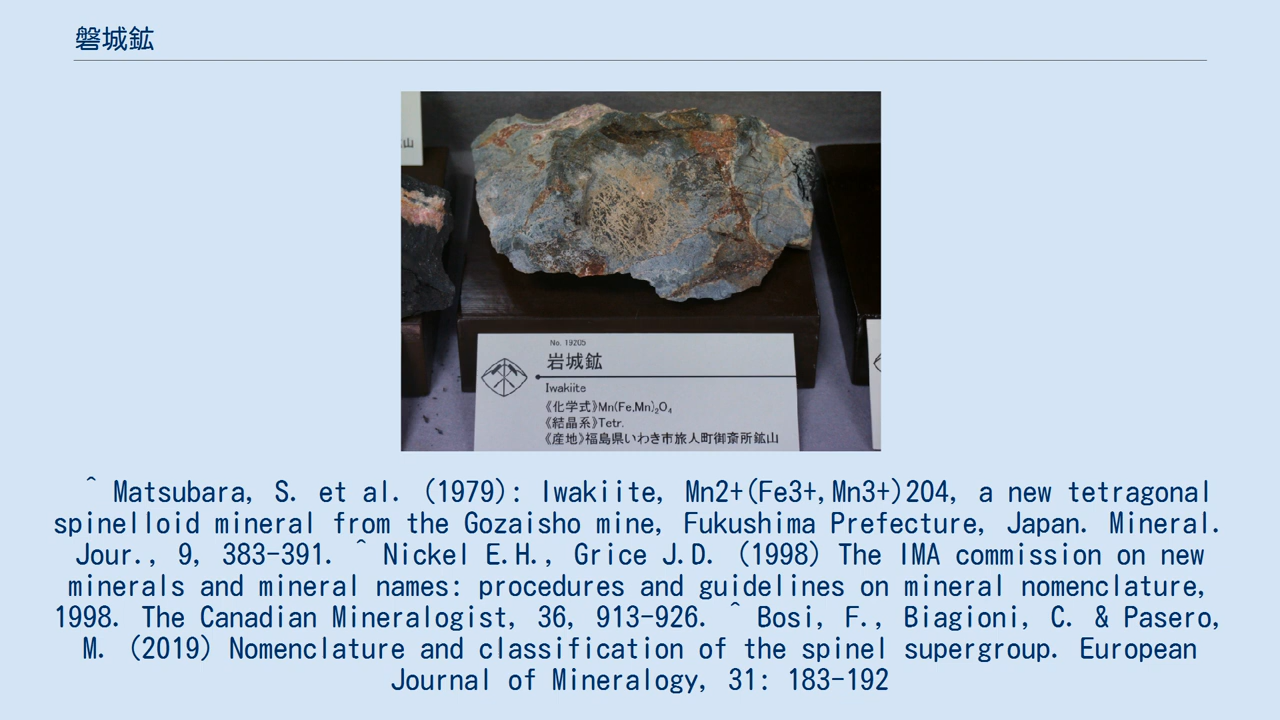 磐城鉱
山
No. 19205
岩城鉱
Iwakiite
《化学式》Mn(Fe,Mn)₂O₄
《結晶系》Tetr.
《産地》福島県いわき市旅人町御斎所鉱山
^ Matsubara, S. et al. (1979): Iwakiite, Mn2+(Fe3+,Mn3+)2O4, a new tetragonal
spinelloid mineral from the Gozaisho mine, Fukushima Prefecture, Japan. Mineral.
Jour., 9, 383-391. ^ Nickel E.H., Grice J.D. (1998) The IMA commission on new
minerals and mineral names: procedures and guidelines on mineral nomenclature,
1998. The Canadian Mineralogist, 36, 913-926. ^ Bosi, F., Biagioni, C. & Pasero,
M. (2019) Nomenclature and classification of the spinel supergroup. European
Journal of Mineralogy, 31: 183-192